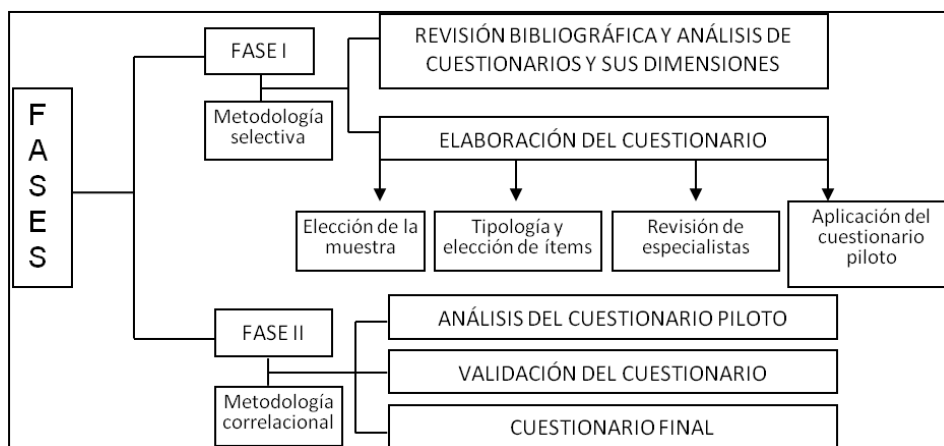 FASES
FASE I
Metodología
selectiva
REVISIÓN BIBLIOGRÁFICA Y ANÁLISIS DE
CUESTIONARIOS Y SUS DIMENSIONES
ELABORACIÓN DEL CUESTIONARIO
Elección de la
muestra
Tipología y
elección de ítems
Revisión de
especialistas
Aplicación del
cuestionario
piloto
FASE II
Metodología
correlacional
ANÁLISIS DEL CUESTIONARIO PILOTO
VALIDACIÓN DEL CUESTIONARIO
CUESTIONARIO FINAL